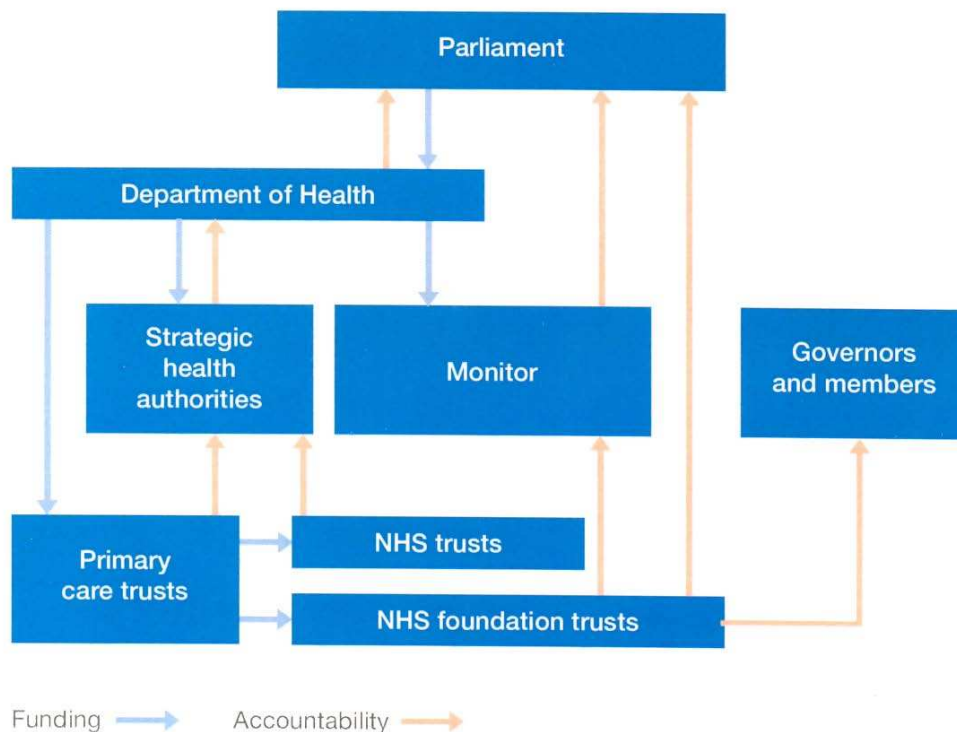 Parliament
Department of Health
Strategic
health
authorities
Monitor
Governors
and members
Primary
care trusts
NHS trusts
NHS foundation trusts
Funding
Accountability